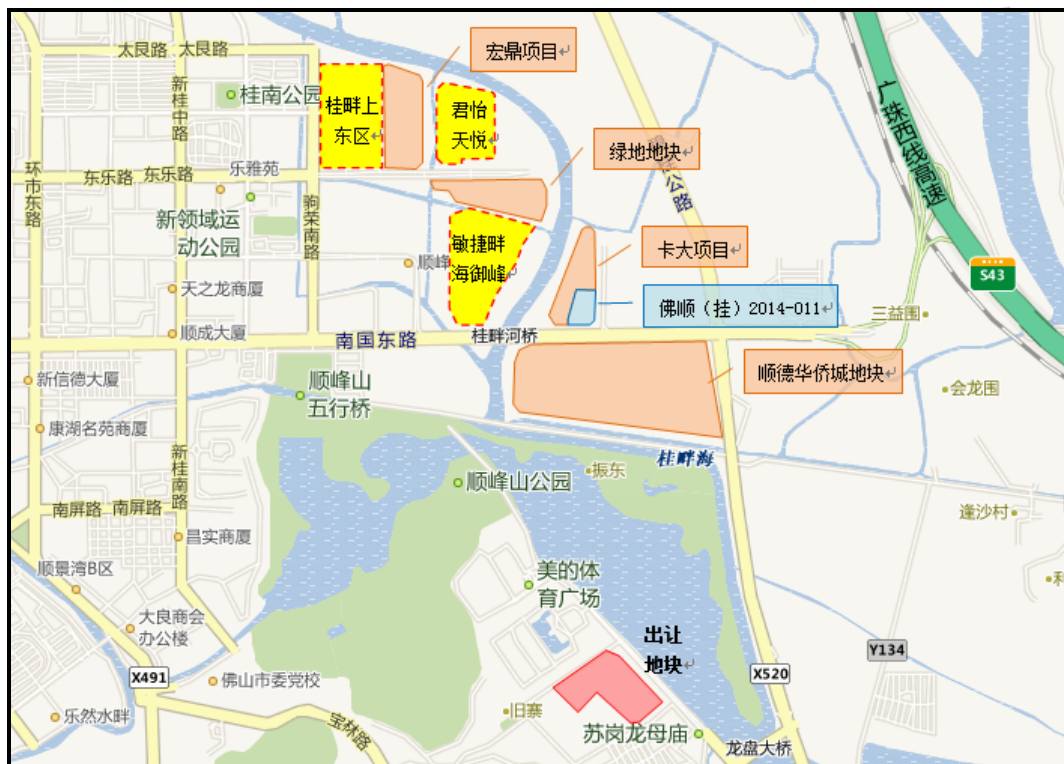 太艮路
太艮路
宏鼎项目
新桂中路
桂南公园
桂畔上
东区
君怡
天悦
绿地地块
广珠西线高速
环市东路
东乐路
东乐路
乐雅苑
公路
驹荣南路
新领域运
动公园
敏捷畔
海御峰
顺峰
卡大项目
S43
天之龙商厦
佛顺（挂）2014-011
三益围
顺成大厦
南国东路
桂畔河桥
新信德大厦
顺峰山
五行桥
顺德华侨城地块
会龙围
康湖名苑商厦
新桂南路
桂畔海
振东
顺峰山公园
南屏路
南屏路
逢沙村
昌实商厦
顺景湾B区
美的体
育广场
大良商会
办公楼
出让
地块
Y134
X491
佛山市委党校
X520
乐然水畔
宝林路
旧寨
苏岗龙母庙
龙盘大桥